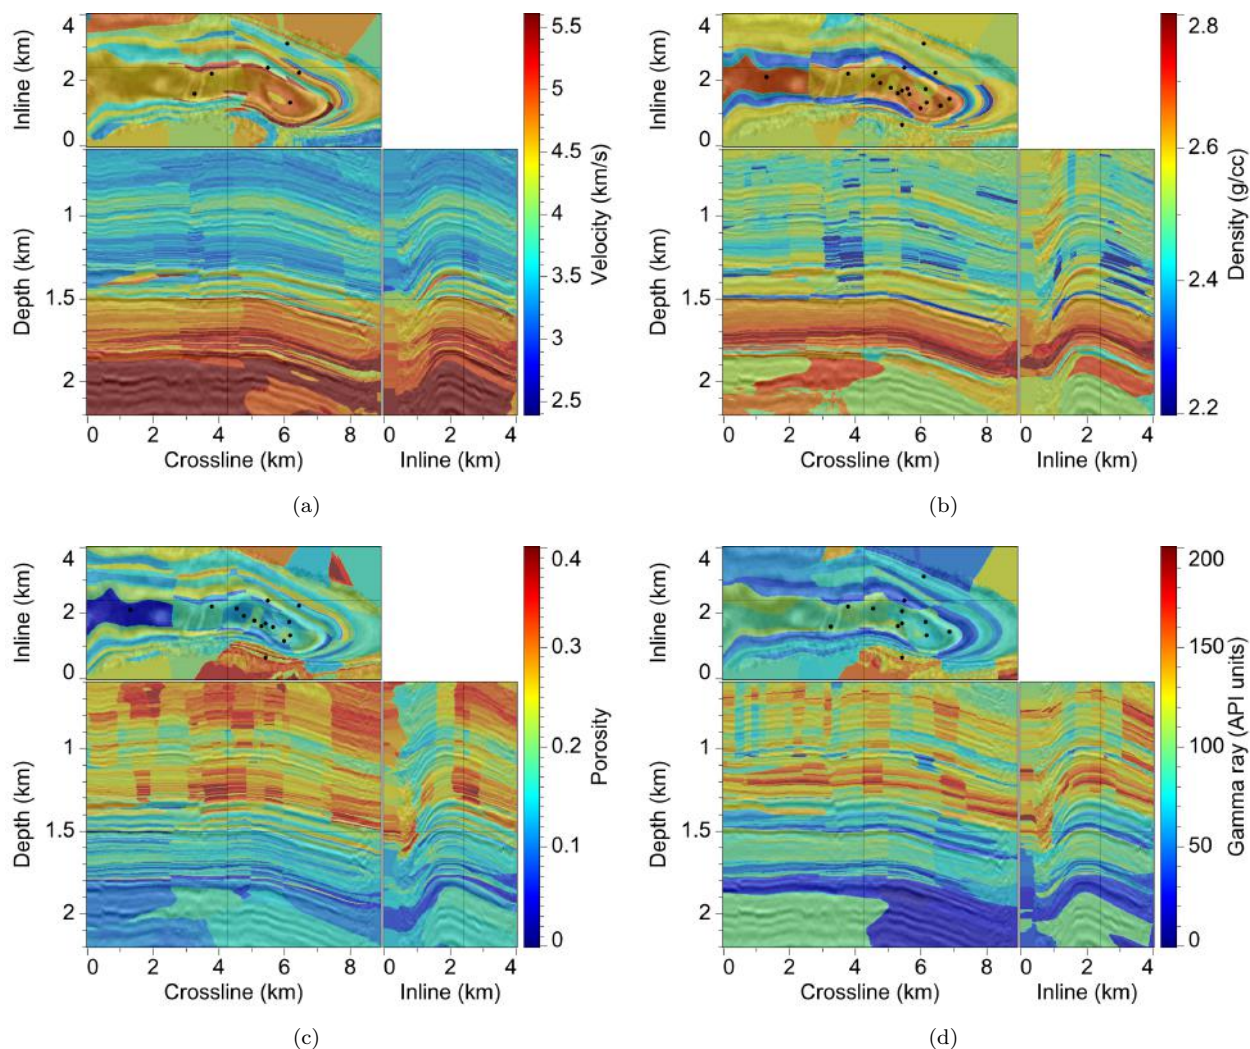 4
2
0
Inline (km)
1
1.5
2
Depth (km)
0 2 4 6 8 0 2 4
Crossline (km) Inline (km)
5.5
4.5
3.5
3
2.5
Velocity (km/s)
(a)
4
2
0
Inline (km)
1
1.5
2
Depth (km)
0 2 4 6 8 0 2 4
Crossline (km) Inline (km)
2.8
2.6
2.4
2.2
Density (g/cc)
(b)
4
2
0
Inline (km)
1
1.5
2
Depth (km)
0 2 4 6 8 0 2 4
Crossline (km) Inline (km)
0.4
0.3
0.2
0.1
0
Porosity
(c)
4
2
0
Inline (km)
1
1.5
2
Depth (km)
0 2 4 6 8 0 2 4
Crossline (km) Inline (km)
200
150
100
50
0
Gamma ray (API units)
(d)